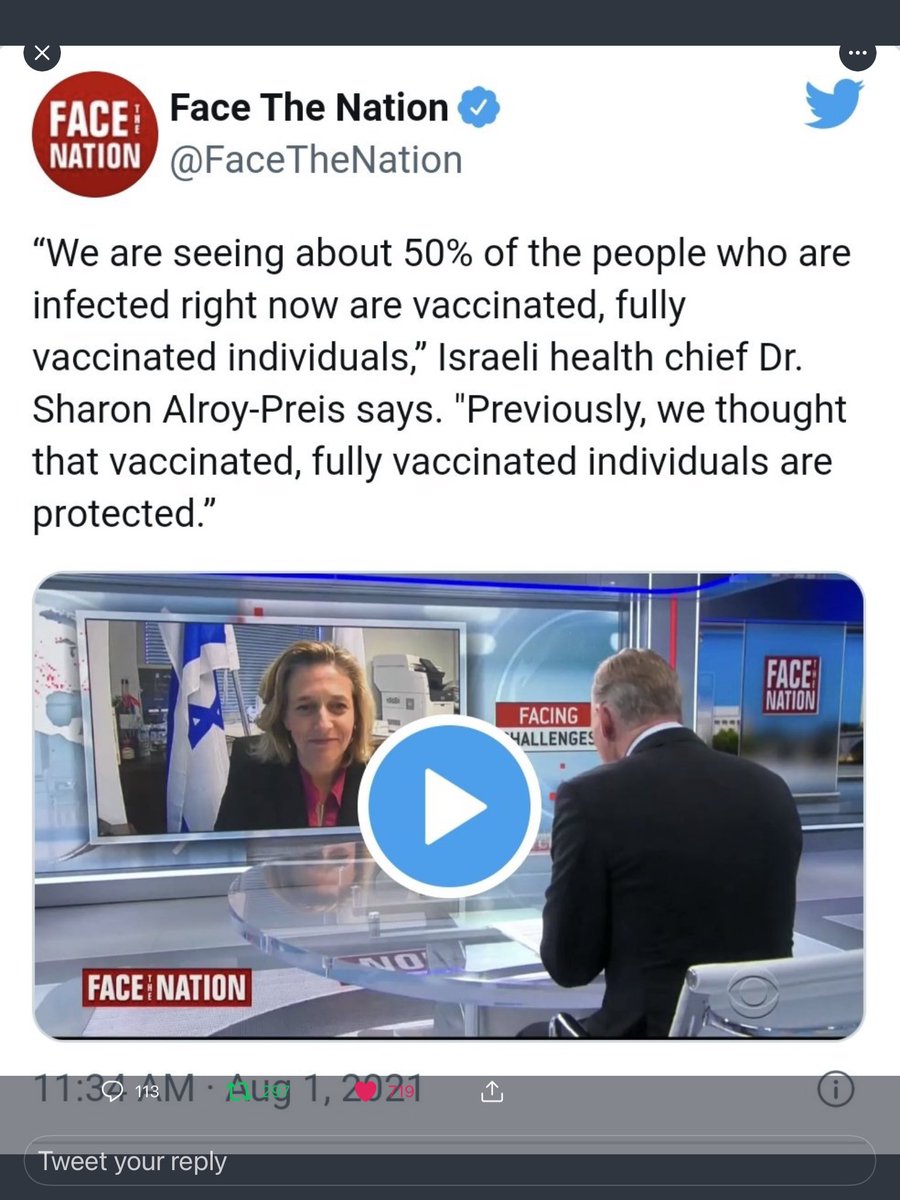 FACE THE NATION
Face The Nation
@FaceTheNation
“We are seeing about 50% of the people who are
infected right now are vaccinated, fully
vaccinated individuals,” Israeli health chief Dr.
Sharon Alroy-Preis says. "Previously, we thought
that vaccinated, fully vaccinated individuals are
protected.”
FACING
HALLENGES
FACE THE
NATION
FACE THE NATION
11:34 AM · Aug 1, 2021
113
297
719
Tweet your reply